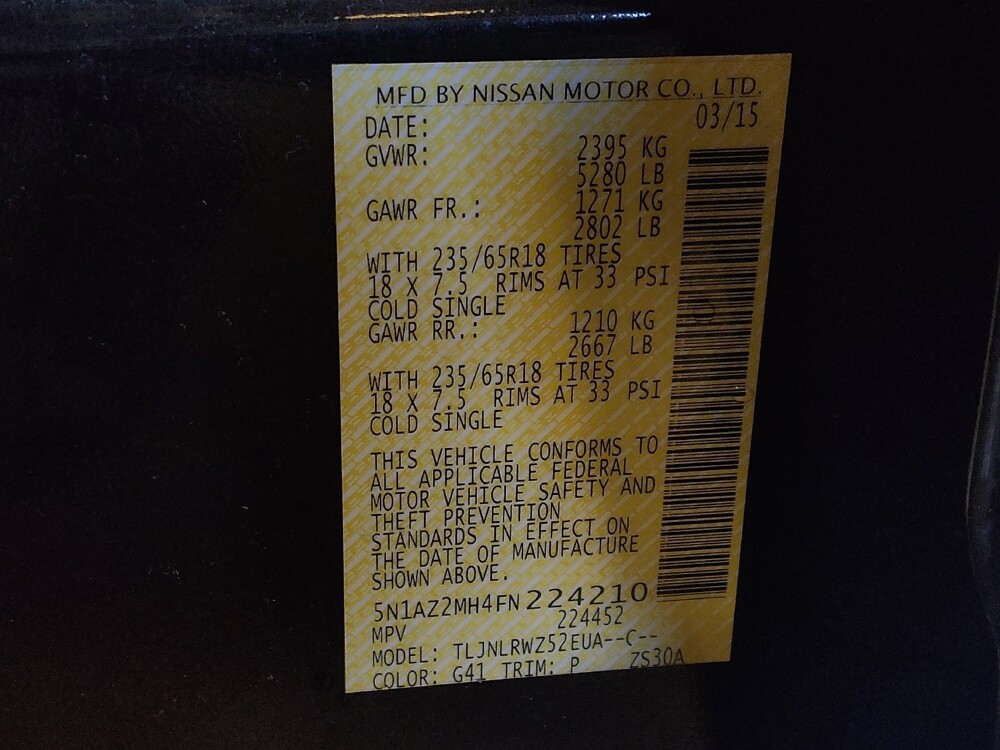 MFD BY NISSAN MOTOR CO., LTD.
DATE: 03/15
GVWR: 2395 KG
5280 LB
GAWR FR.: 1271 KG
2802 LB
WITH 235/65R18 TIRES
18 X 7.5 RIMS AT 33 PSI
COLD SINGLE
GAWR RR.: 1210 KG
2667 LB
WITH 235/65R18 TIRES
18 X 7.5 RIMS AT 33 PSI
COLD SINGLE
THIS VEHICLE CONFORMS TO
ALL APPLICABLE FEDERAL
MOTOR VEHICLE SAFETY AND
THEFT PREVENTION
STANDARDS IN EFFECT ON
THE DATE OF MANUFACTURE
SHOWN ABOVE.
5N1AZ2MH4FN224210
224452
MPV
MODEL: TLJNLRWZ52EUA--C--
COLOR: G41 TRIM: P ZS30A